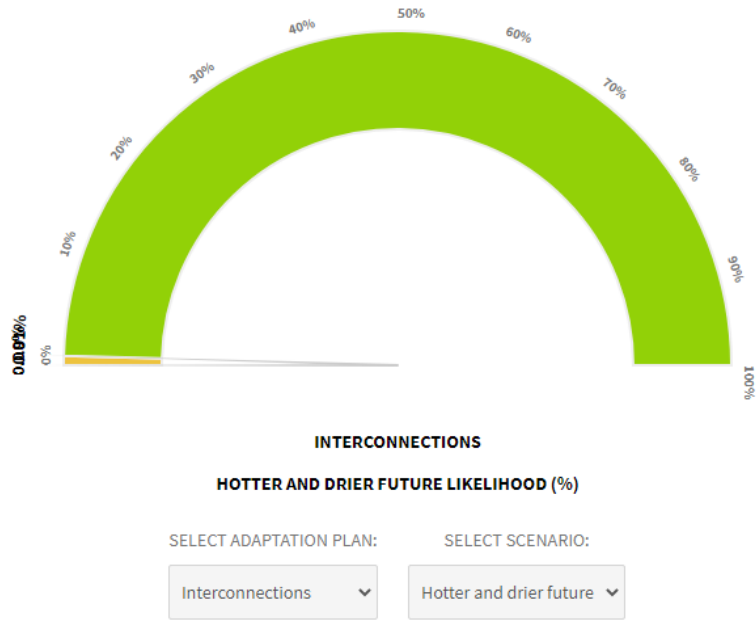 50%
40%
60%
30%
70%
20%
80%
10%
90%
0%
100%
INTERCONNECTIONS
HOTTER AND DRIER FUTURE LIKELIHOOD (%)
SELECT ADAPTATION PLAN: SELECT SCENARIO:
Interconnections Hotter and drier future